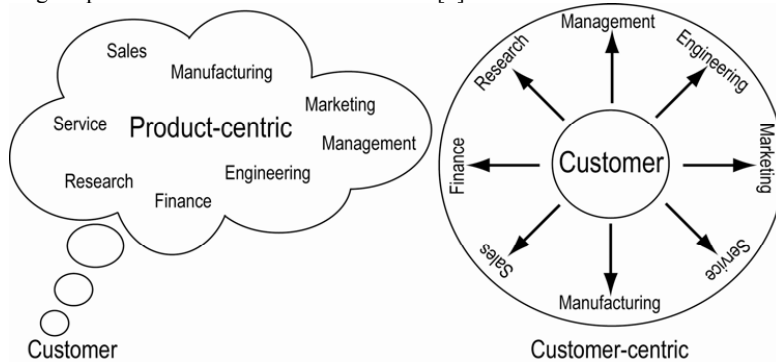 Sales
Manufacturing
Marketing
Service
Product-centric
Management
Engineering
Research
Finance
Customer
Management
Engineering
Marketing
Service
Manufacturing
Sales
Finance
Research
Customer
Customer-centric